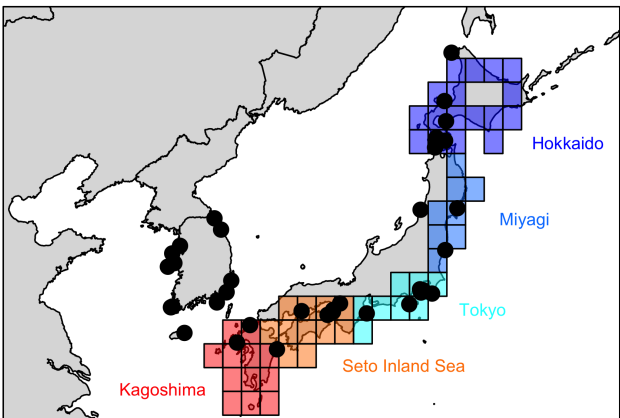 Hokkaido
Miyagi
Tokyo
Seto Inland Sea
Kagoshima